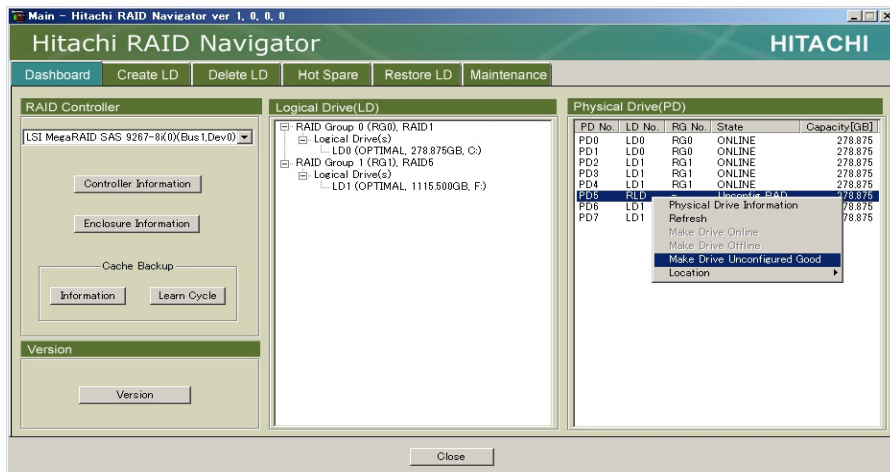 Main - Hitachi RAID Navigator ver 1, 0, 0, 0
Hitachi RAID Navigator
HITACHI
Dashboard Create LD Delete LD Hot Spare Restore LD Maintenance
RAID Controller
LSI MegaRAID SAS 9267-8i(0)(Bus1,Dev0)
Controller Information
Enclosure Information
Cache Backup
Information Learn Cycle
Version
Version
Logical Drive(LD)
RAID Group 0 (RG0), RAID1
Logical Drive(s)
LD0 (OPTIMAL, 278.875GB, C:)
RAID Group 1 (RG1), RAID5
Logical Drive(s)
LD1 (OPTIMAL, 1115.500GB, F:)
Physical Drive(PD)
PD No. LD No. RG No. State Capacity[GB]
PD0 LD0 RG0 ONLINE 278.875
PD1 LD0 RG0 ONLINE 278.875
PD2 LD1 RG1 ONLINE 278.875
PD3 LD1 RG1 ONLINE 278.875
PD4 LD1 RG1 ONLINE 278.875
PD5 RLD - 278.875
PD6 LD1 78.875
PD7 LD1 78.875
Physical Drive Information
Refresh
Make Drive Online
Make Drive Offline
Make Drive Unconfigured Good
Location
Close